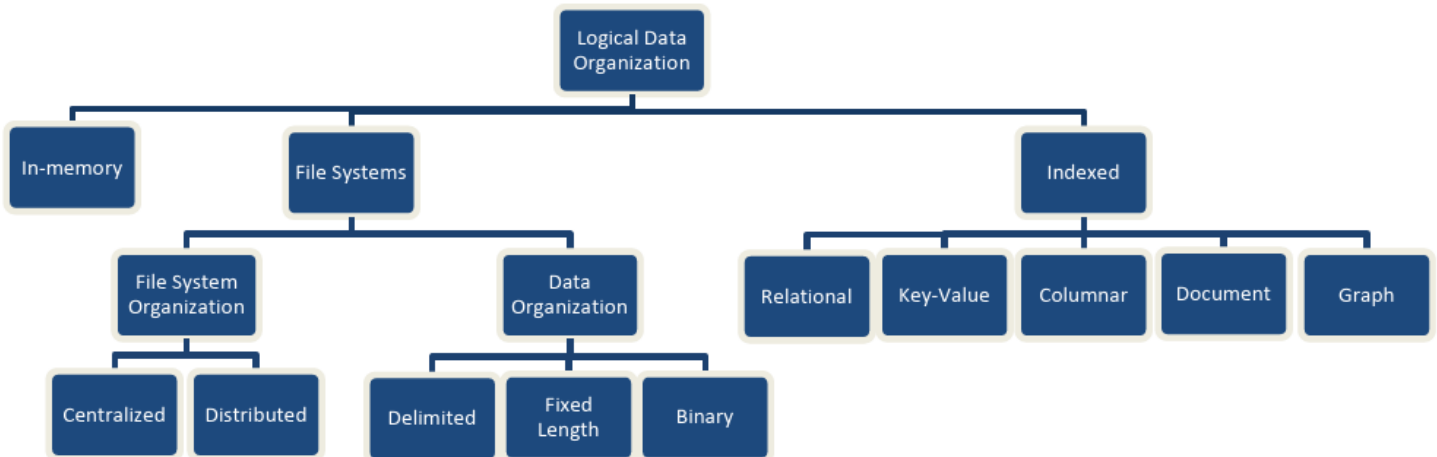 Logical Data
Organization
In-memory
File Systems
Indexed
File System
Organization
Data
Organization
Relational
Key-Value
Columnar
Document
Graph
Centralized
Distributed
Delimited
Fixed
Length
Binary